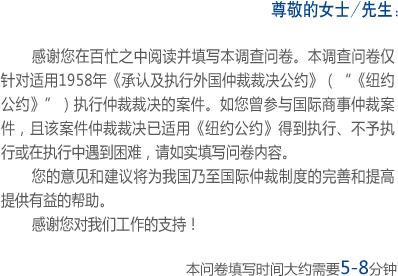 尊敬的女士/先生：
感谢您在百忙之中阅读并填写本调查问卷。本调查问卷仅
针对适用1958年《承认及执行外国仲裁裁决公约》（“《纽约
公约》”）执行仲裁裁决的案件。如您曾参与国际商事仲裁案
件，且该案件仲裁裁决已适用《纽约公约》得到执行、不予执
行或在执行中遇到困难，请如实填写问卷内容。
您的意见和建议将为我国乃至国际仲裁制度的完善和提高
提供有益的帮助。
感谢您对我们工作的支持！
本问卷填写时间大约需要5-8分钟